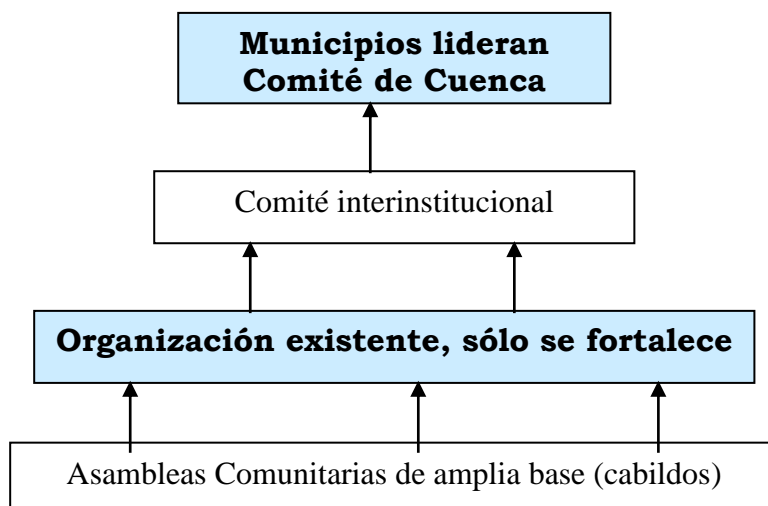 Municipios lideran
Comité de Cuenca
Comité interinstitucional
Organización existente, sólo se fortalece
Asambleas Comunitarias de amplia base (cabildos)